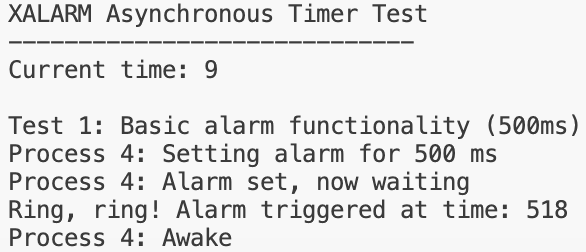 XALARM Asynchronous Timer Test
-----------------------------
Current time: 9
Test 1: Basic alarm functionality (500ms)
Process 4: Setting alarm for 500 ms
Process 4: Alarm set, now waiting
Ring, ring! Alarm triggered at time: 518
Process 4: Awake